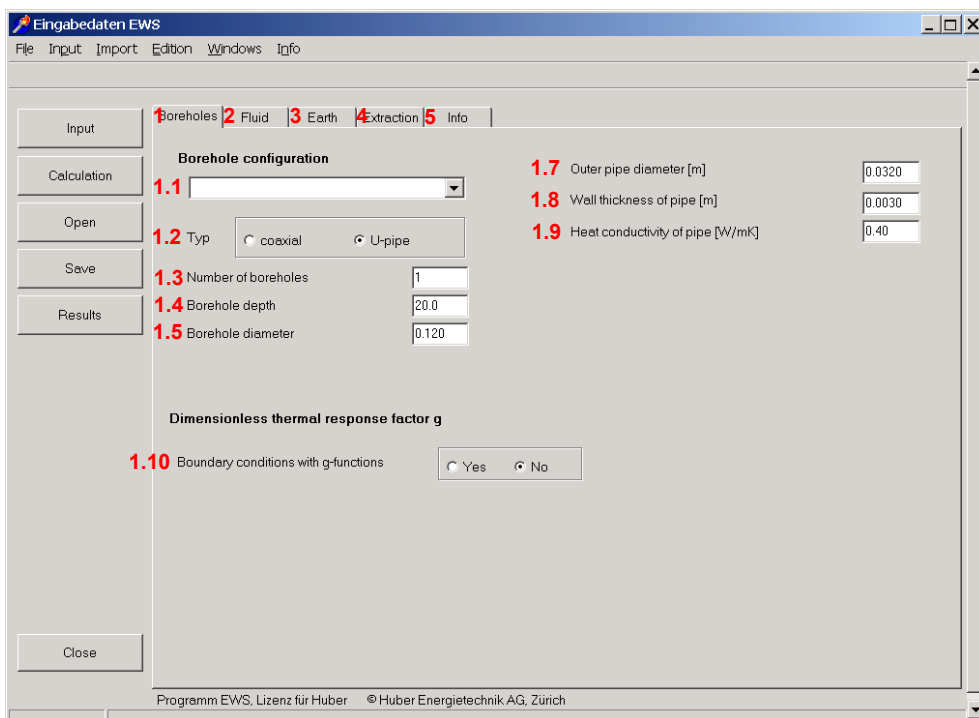 Eingabedaten EWS
File Input Import Edition Windows Info
1 Boreholes 2 Fluid 3 Earth 4 Extraction 5 Info
Input
Calculation
Open
Save
Results
Close
Borehole configuration
1.1
1.2 Typ coaxial U-pipe
1.3 Number of boreholes 1
1.4 Borehole depth 20.0
1.5 Borehole diameter 0.120
1.7 Outer pipe diameter [m] 0.0320
1.8 Wall thickness of pipe [m] 0.0030
1.9 Heat conductivity of pipe [W/mK] 0.40
Dimensionless thermal response factor g
1.10 Boundary conditions with g-functions Yes No
Programm EWS, Lizenz für Huber © Huber Energietechnik AG, Zürich